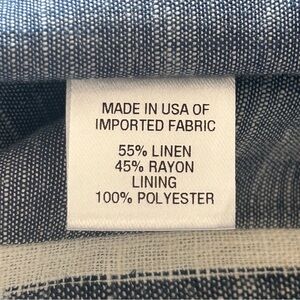 MADE IN USA OF
IMPORTED FABRIC
55% LINEN
45% RAYON
LINING
100% POLYESTER